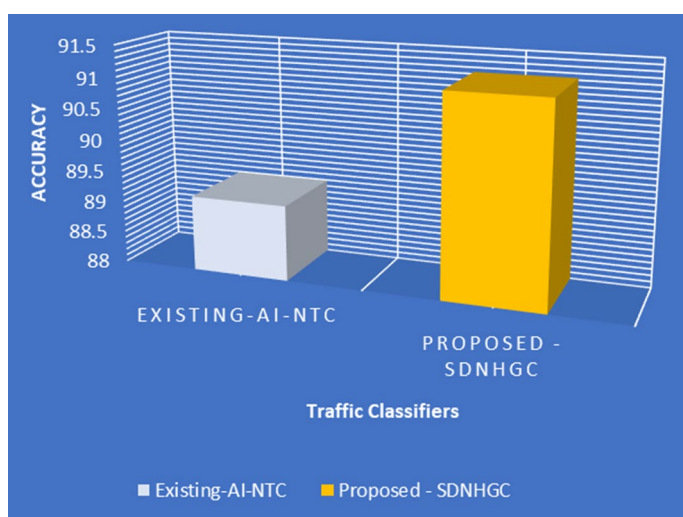 91.5
91
90.5
90
89.5
89
88.5
88
ACCURACY
EXISTING-AI-NTC
PROPOSED -
SDNHGC
Traffic Classifiers
Existing-AI-NTC
Proposed - SDNHGC